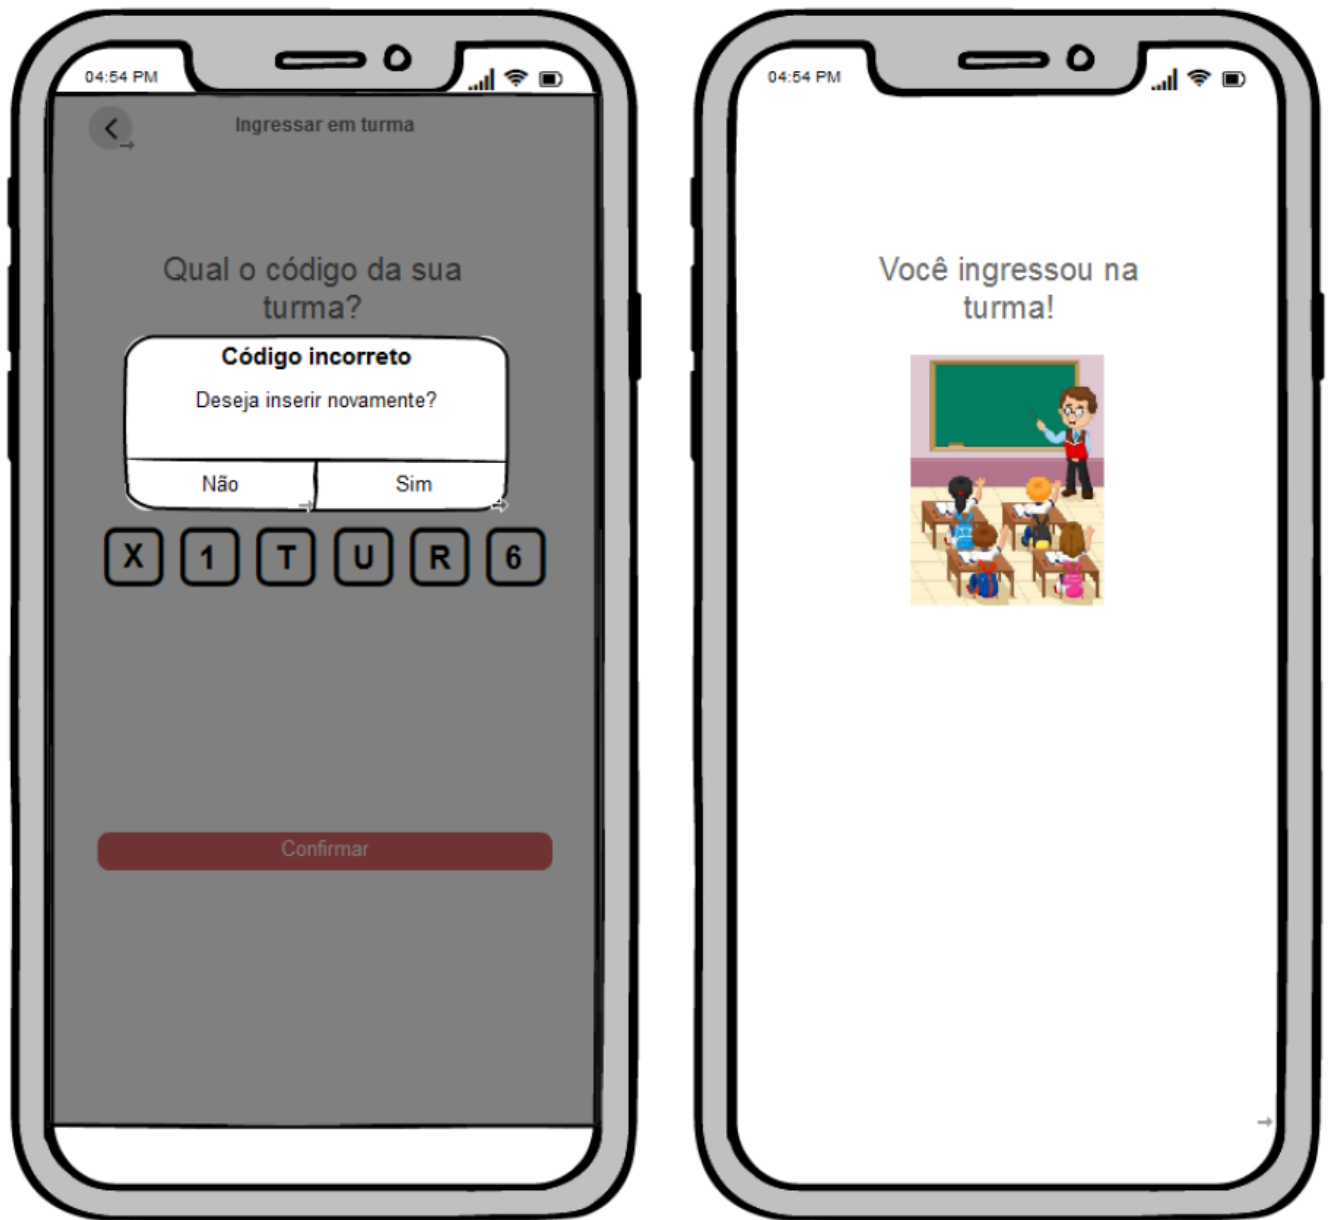 04:54 PM
Ingressar em turma
Qual o código da sua
turma?
Código incorreto
Deseja inserir novamente?
Não Sim
X 1 T U R 6
Confirmar
04:54 PM
Você ingressou na
turma!